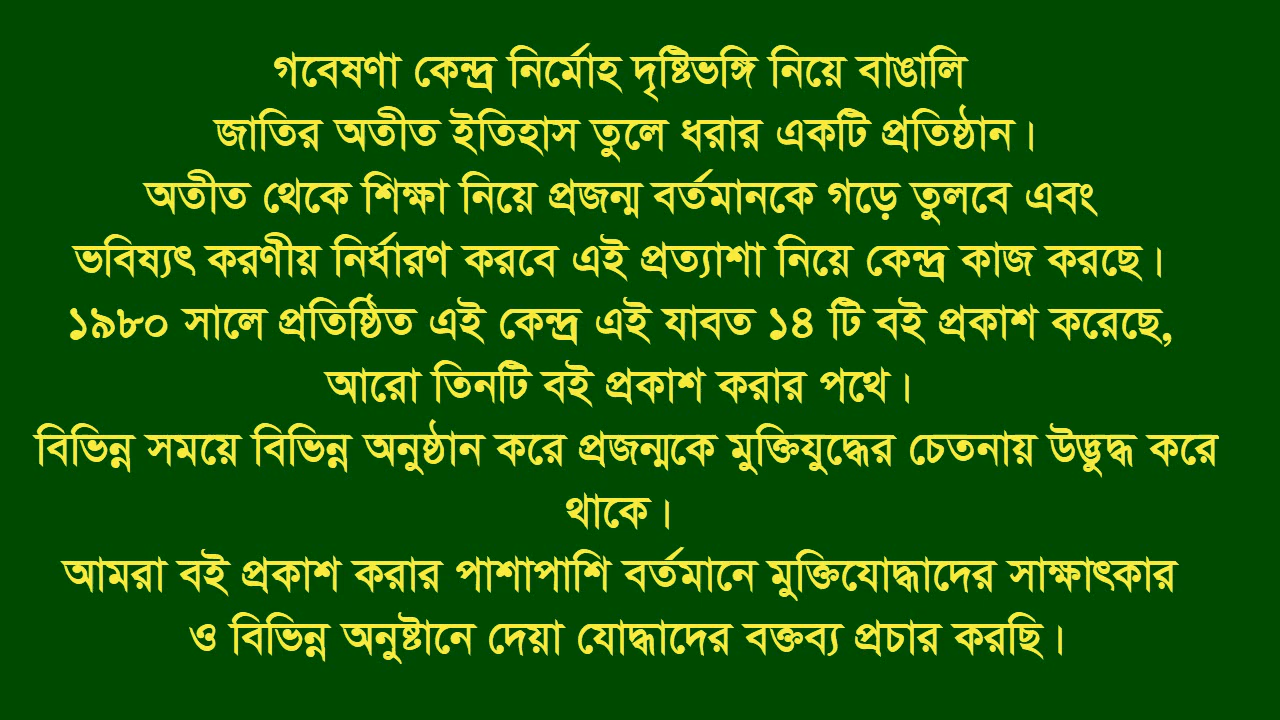 গবেষণা কেন্দ্র নির্মোহ দৃষ্টিভঙ্গি নিয়ে বাঙালি
জাতির অতীত ইতিহাস তুলে ধরার একটি প্রতিষ্ঠান।
অতীত থেকে শিক্ষা নিয়ে প্রজন্ম বর্তমানকে গড়ে তুলবে এবং
ভবিষ্যৎ করণীয় নির্ধারণ করবে এই প্রত্যাশা নিয়ে কেন্দ্র কাজ করছে।
১৯৮০ সালে প্রতিষ্ঠিত এই কেন্দ্র এই যাবত ১৪ টি বই প্রকাশ করেছে,
আরো তিনটি বই প্রকাশ করার পথে।
বিভিন্ন সময়ে বিভিন্ন অনুষ্ঠান করে প্রজন্মকে মুক্তিযুদ্ধের চেতনায় উদ্ভুদ্ধ করে
থাকে।
আমরা বই প্রকাশ করার পাশাপাশি বর্তমানে মুক্তিযোদ্ধাদের সাক্ষাৎকার
ও বিভিন্ন অনুষ্টানে দেয়া যোদ্ধাদের বক্তব্য প্রচার করছি।